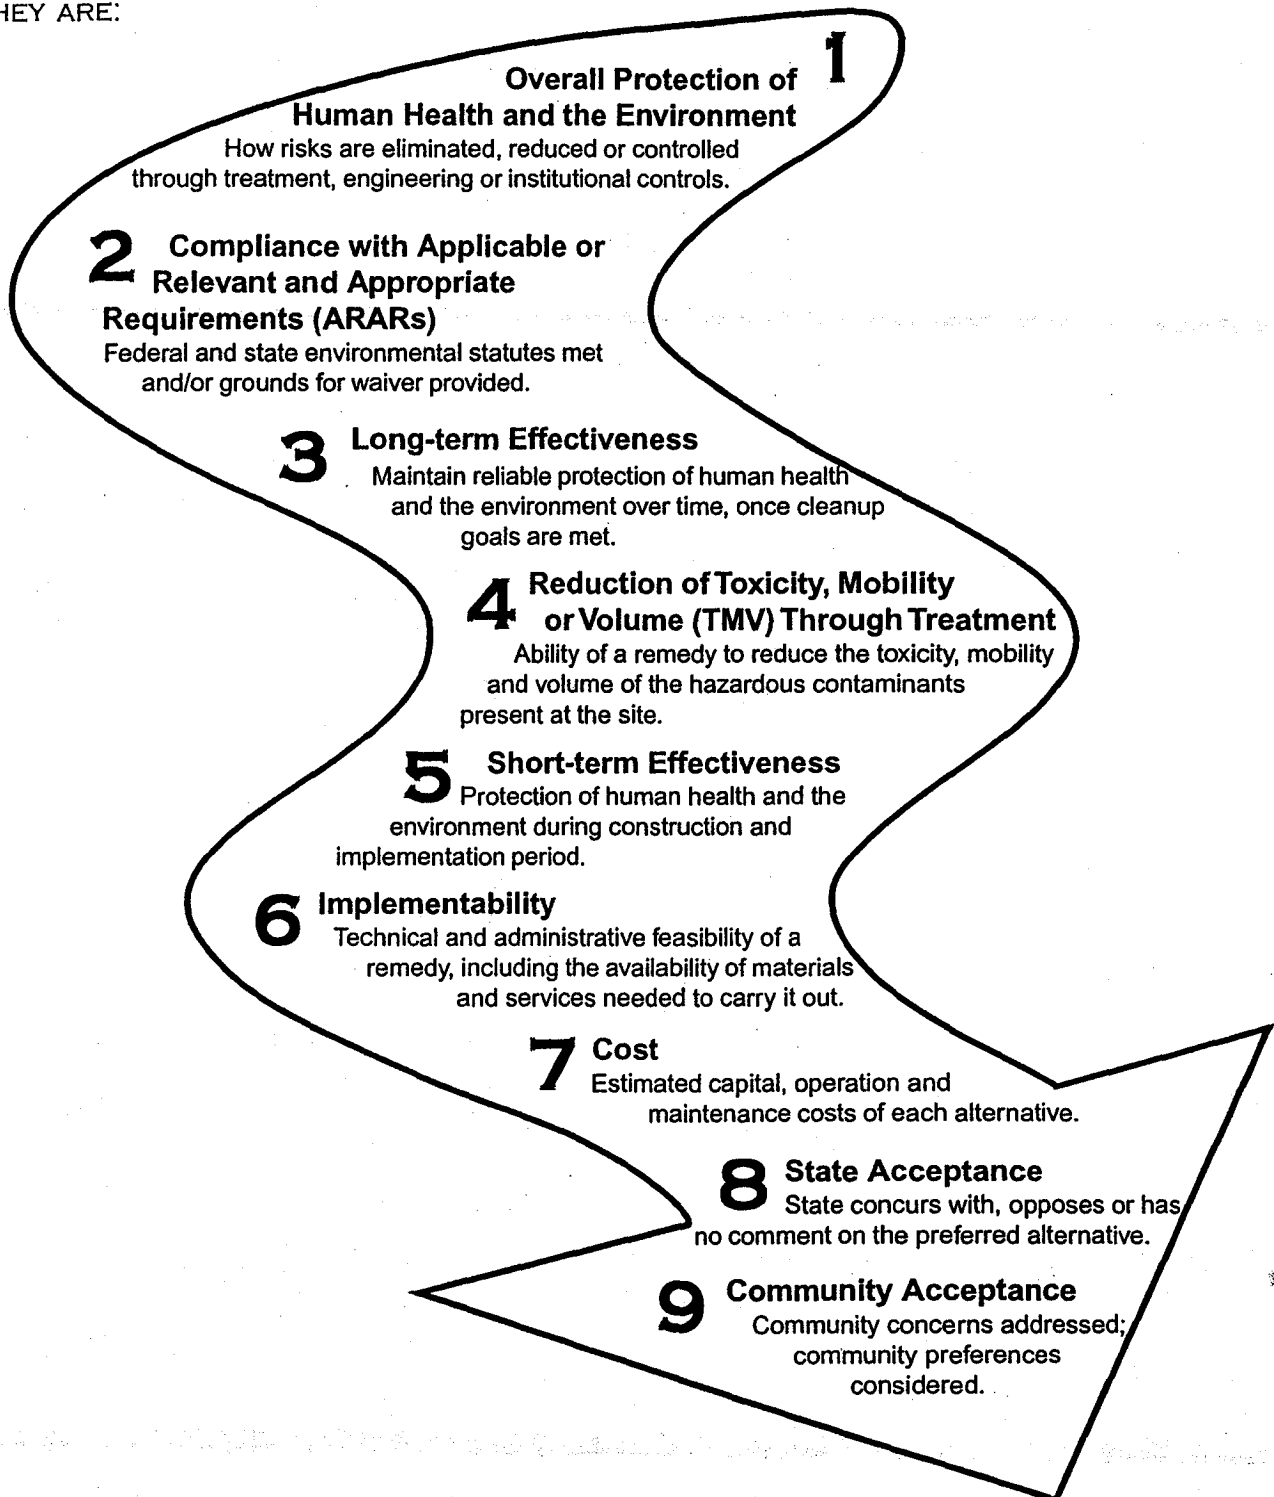 HEY ARE:
1
Overall Protection of
Human Health and the Environment
How risks are eliminated, reduced or controlled
through treatment, engineering or institutional controls.
2 Compliance with Applicable or
Relevant and Appropriate
Requirements (ARARs)
Federal and state environmental statutes met
and/or grounds for waiver provided.
3 Long-term Effectiveness
Maintain reliable protection of human health
and the environment over time, once cleanup
goals are met.
4 Reduction of Toxicity, Mobility
or Volume (TMV) Through Treatment
Ability of a remedy to reduce the toxicity, mobility
and volume of the hazardous contaminants
present at the site.
5 Short-term Effectiveness
Protection of human health and the
environment during construction and
implementation period.
6 Implementability
Technical and administrative feasibility of a
remedy, including the availability of materials
and services needed to carry it out.
7 Cost
Estimated capital, operation and
maintenance costs of each alternative.
8 State Acceptance
State concurs with, opposes or has
no comment on the preferred alternative.
9 Community Acceptance
Community concerns addressed;
community preferences
considered.